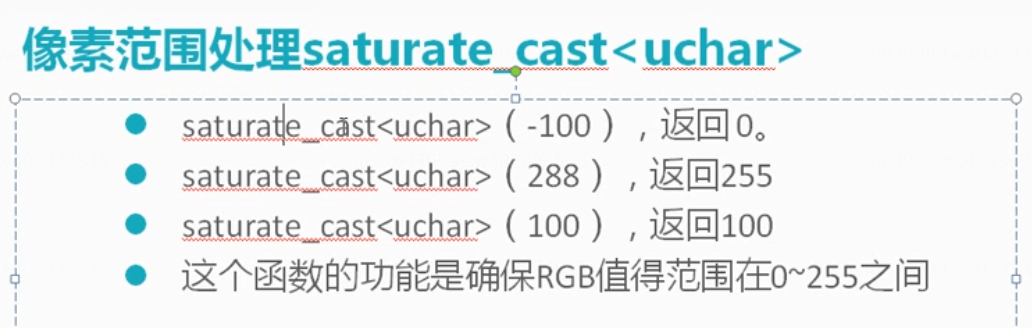 像素范围处理saturate_cast<uchar>
saturate_cast<uchar>（-100），返回 0。
saturate_cast<uchar>（288），返回255
saturate_cast<uchar>（100），返回100
这个函数的功能是确保RGB值得范围在0~255之间